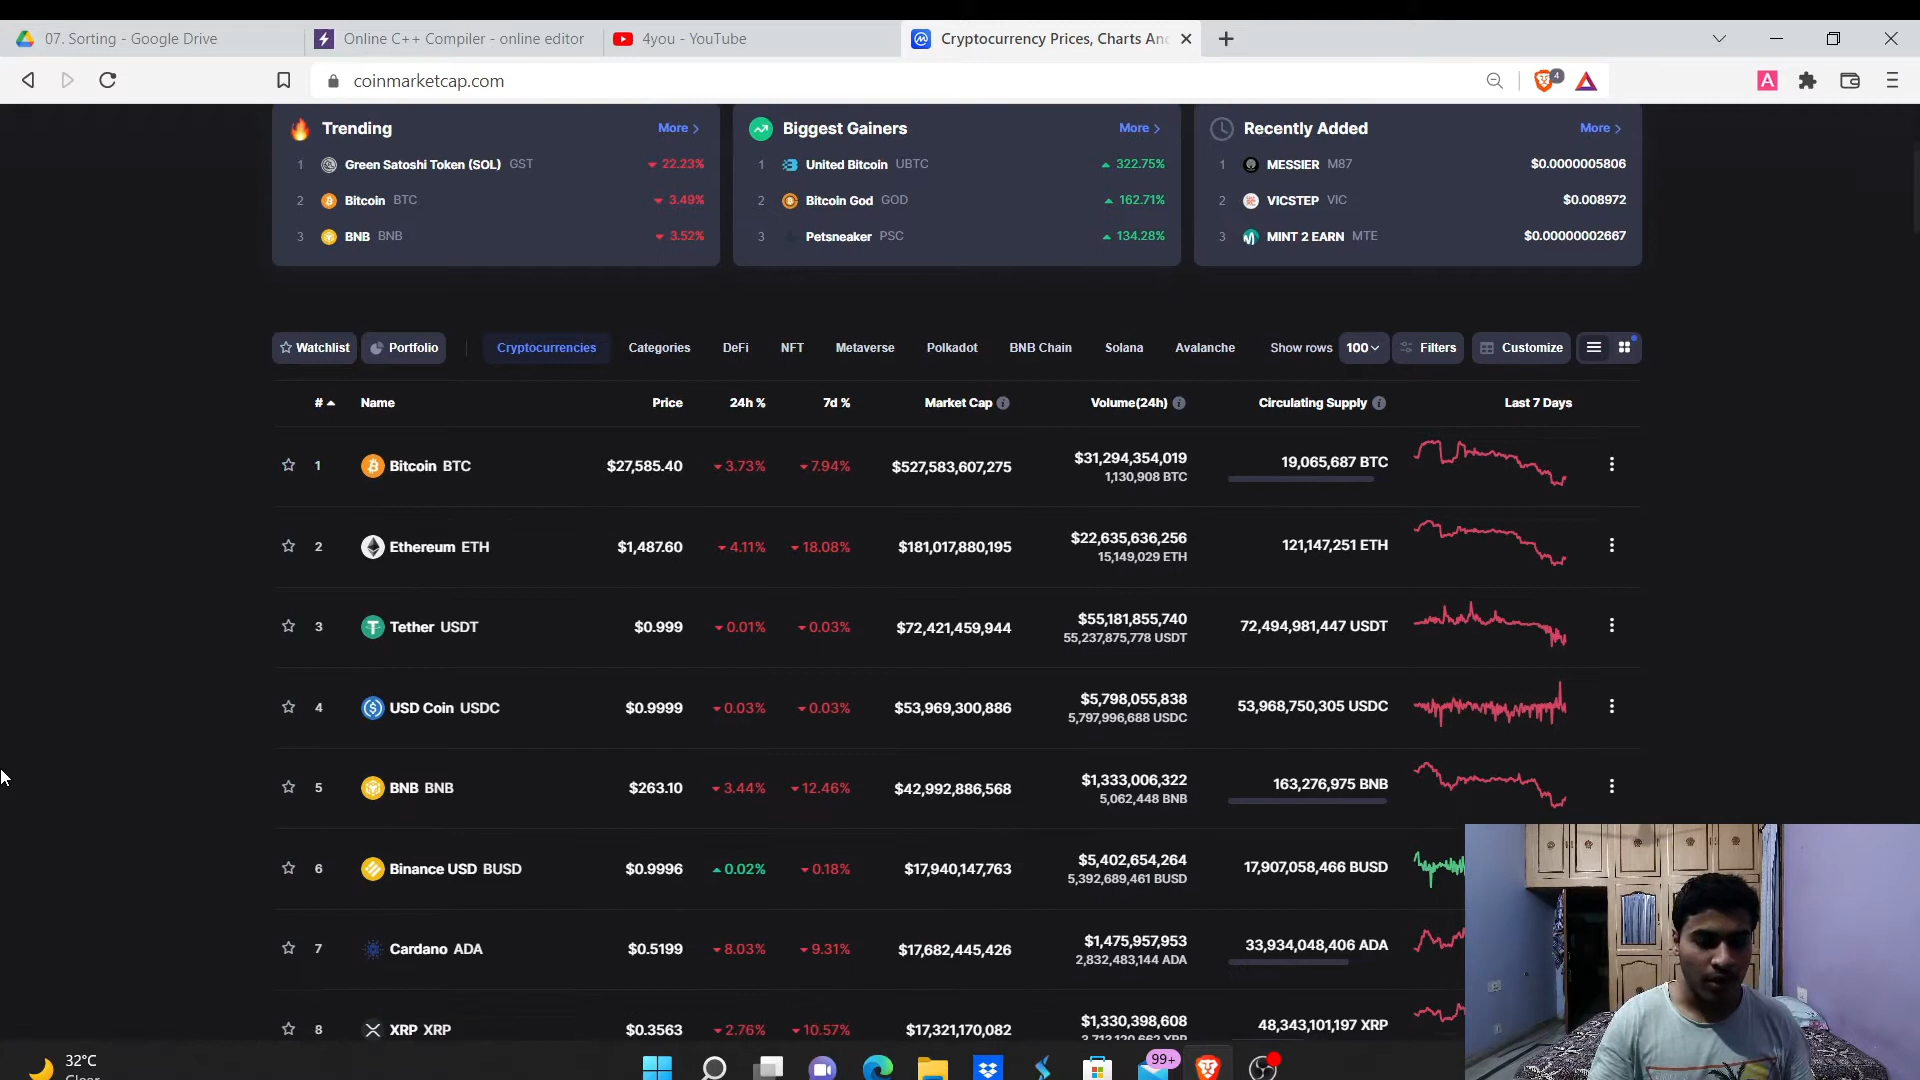 07. Sorting - Google Drive
Online C++ Compiler - online editor
4you - YouTube
Cryptocurrency Prices, Charts And
coinmarketcap.com
4
A
Trending More >
1 Green Satoshi Token (SOL) GST 22.23%
2 Bitcoin BTC 3.49%
3 BNB BNB 3.52%
Biggest Gainers More >
1 United Bitcoin UBTC 322.75%
2 Bitcoin God GOD 162.71%
3 Petsneaker PSC 134.28%
Recently Added More >
1 MESSIER M87 $0.0000005806
2 VICSTEP VIC $0.008972
3 MINT 2 EARN MTE $0.00000002667
Watchlist Portfolio Cryptocurrencies Categories DeFi NFT Metaverse Polkadot BNB Chain Solana Avalanche Show rows 100 Filters Customize
# Name Price 24h % 7d % Market Cap Volume(24h) Circulating Supply Last 7 Days
1 Bitcoin BTC $27,585.40 3.73% 7.94% $527,583,607,275 $31,294,354,019 19,065,687 BTC
1,130,908 BTC
2 Ethereum ETH $1,487.60 4.11% 18.08% $181,017,880,195 $22,635,636,256 121,147,251 ETH
15,149,029 ETH
3 Tether USDT $0.999 0.01% 0.03% $72,421,459,944 $55,181,855,740 72,494,981,447 USDT
55,237,875,778 USDT
4 USD Coin USDC $0.9999 0.03% 0.03% $53,969,300,886 $5,798,055,838 53,968,750,305 USDC
5,797,996,688 USDC
5 BNB BNB $263.10 3.44% 12.46% $42,992,886,568 $1,333,006,322 163,276,975 BNB
5,062,448 BNB
6 Binance USD BUSD $0.9996 0.02% 0.18% $17,940,147,763 $5,402,654,264 17,907,058,466 BUSD
5,392,689,461 BUSD
7 Cardano ADA $0.5199 8.03% 9.31% $17,682,445,426 $1,475,957,953 33,934,048,406 ADA
2,832,483,144 ADA
8 XRP XRP $0.3563 2.76% 10.57% $17,321,170,082 $1,330,398,608 48,343,101,197 XRP
32°C
99+